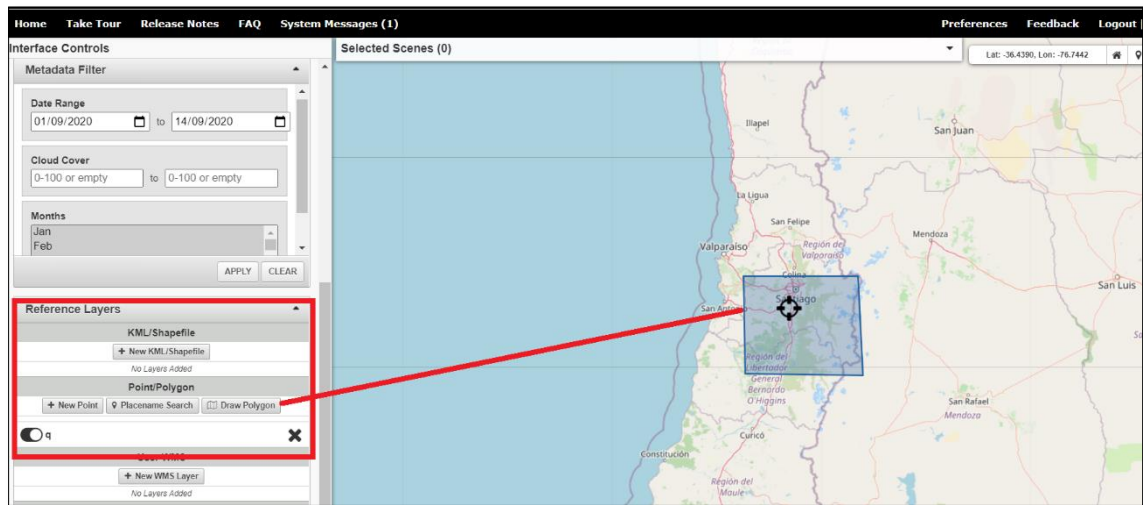 Home Take Tour Release Notes FAQ System Messages (1) Preferences Feedback Logout
Interface Controls
Metadata Filter
Date Range
01/09/2020 to 14/09/2020
Cloud Cover
0-100 or empty to 0-100 or empty
Months
Jan
Feb
APPLY CLEAR
Reference Layers
KML/Shapefile
+ New KML/Shapefile
No Layers Added
Point/Polygon
+ New Point Placename Search Draw Polygon
q
User WMS
+ New WMS Layer
No Layers Added
Selected Scenes (0)
Lat: -36.4390, Lon: -76.7442
Illapel
San Juan
La Ligua
San Felipe
Mendoza
Valparaíso
Región de
Valparaíso
Colina
San Luis
Santiago
San Antonio
Región del
Libertador
General
Bernardo
O'Higgins
San Rafael
Mendoza
Curicó
Constitución
Región del
Maule